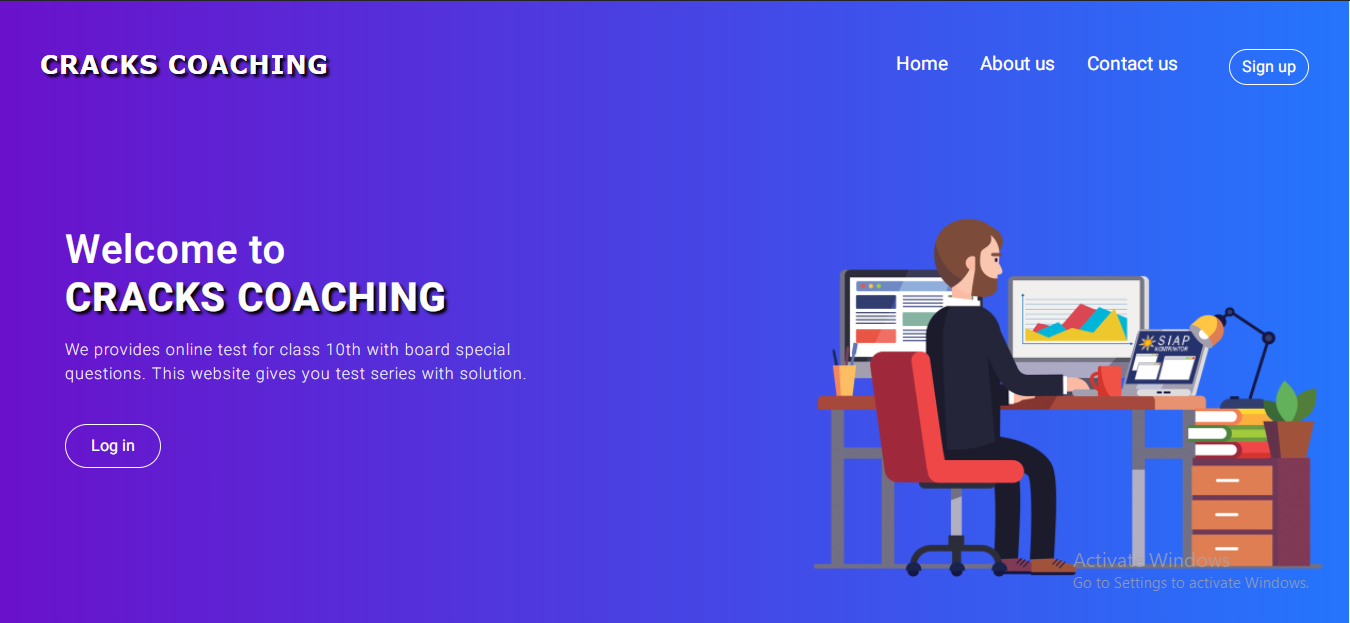 CRACKS COACHING
Home About us Contact us Sign up
Welcome to
CRACKS COACHING
We provides online test for class 10th with board special
questions. This website gives you test series with solution.
Log in
SIAP
KONTRAKTOR
Activate Windows
Go to Settings to activate Windows.